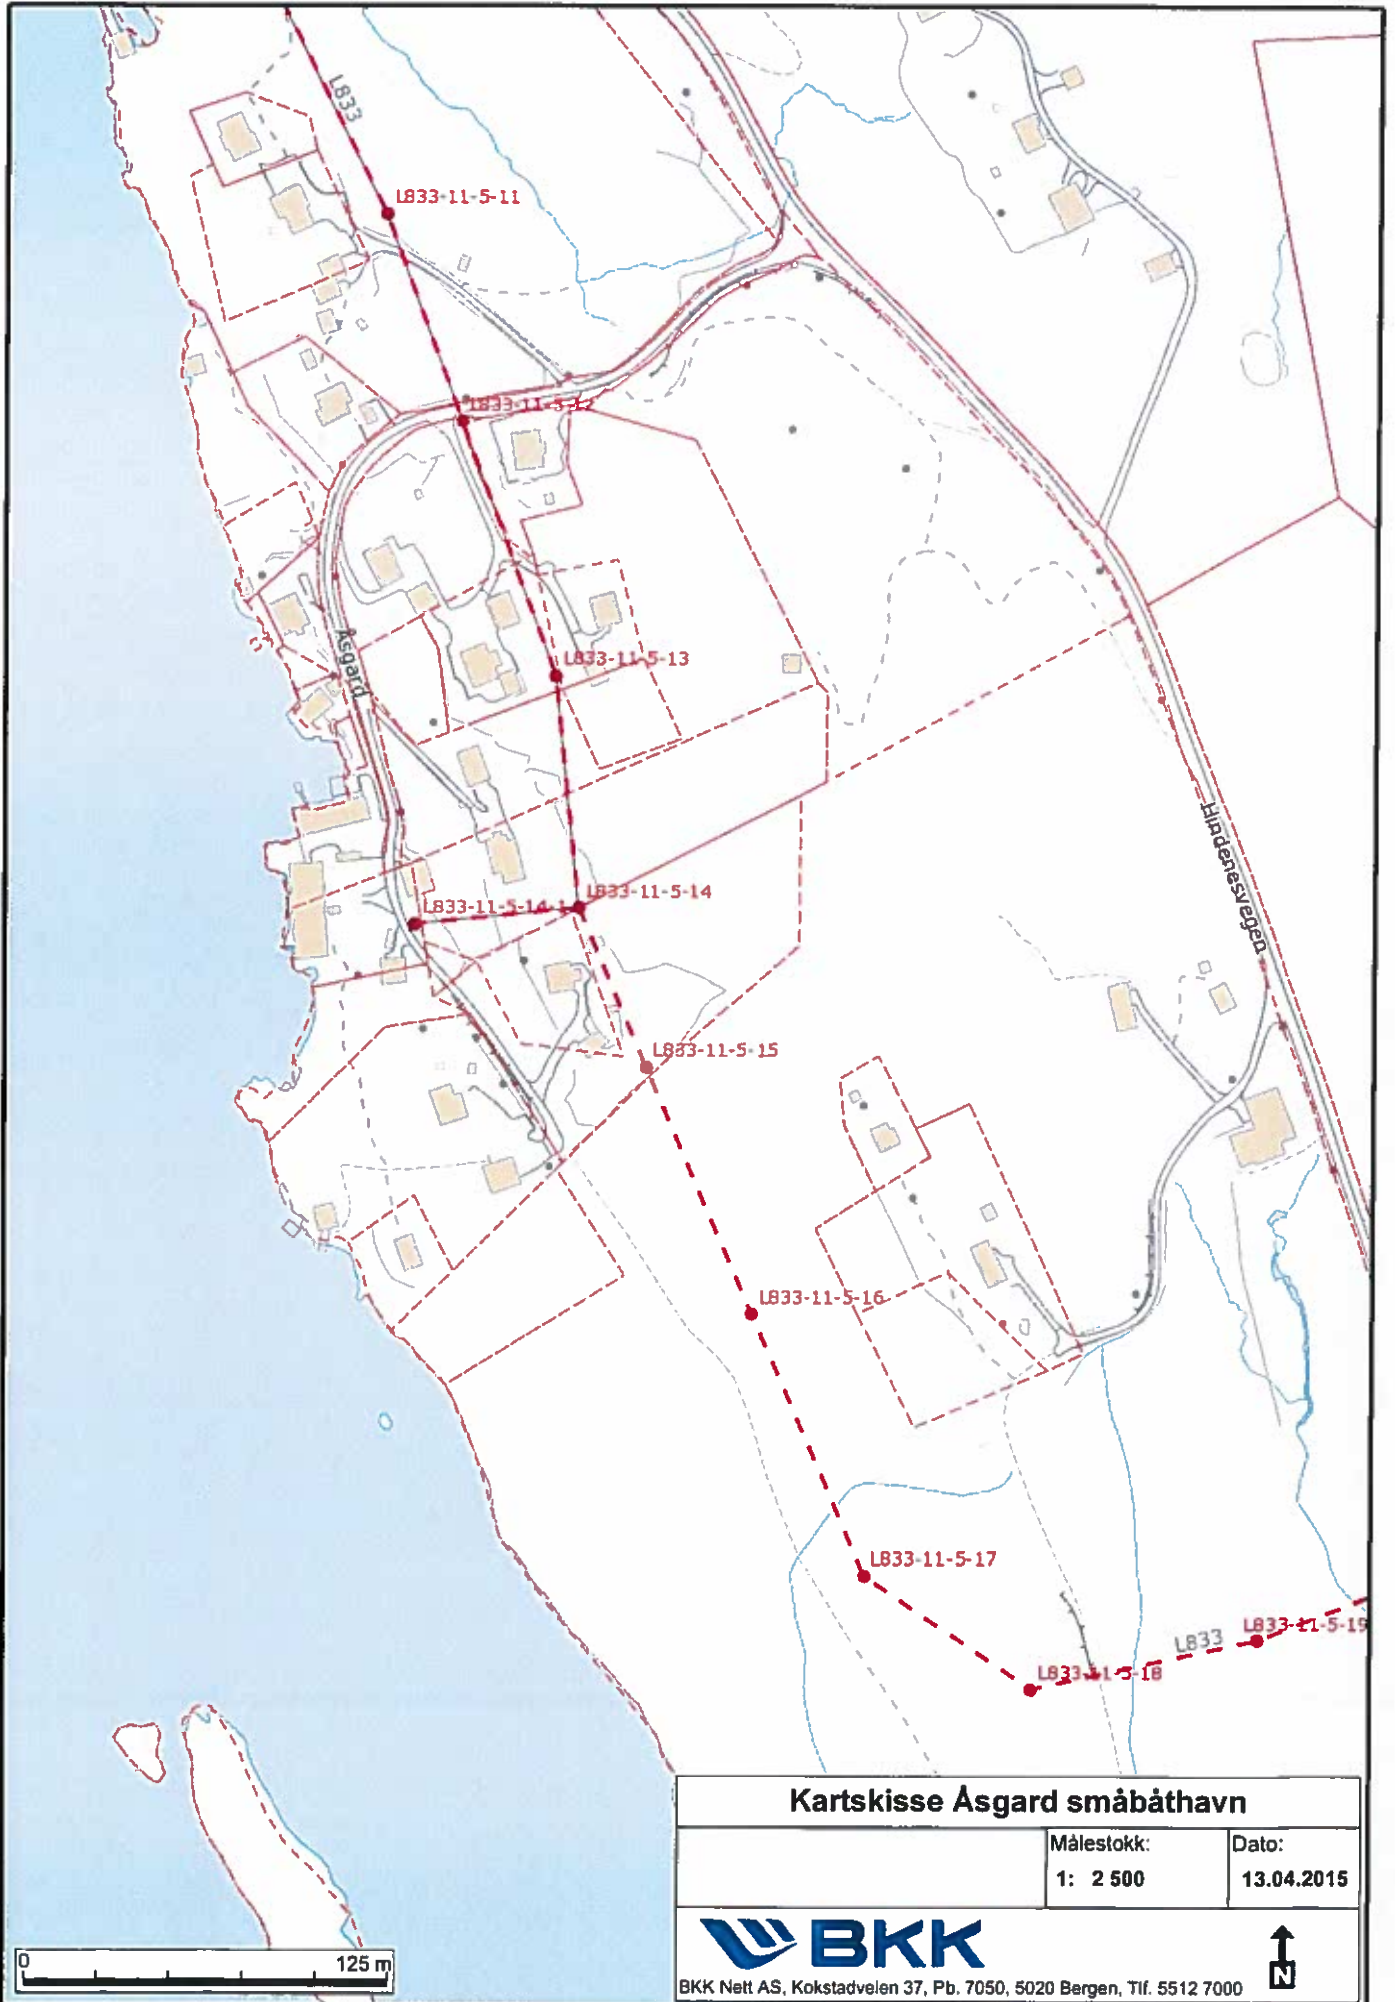 L833
L833-11-5-11
L833-11-5-12
L833-11-5-13
Åsgard
Hindenesvegen
L833-11-5-14
L833-11-5-14-1
L833-11-5-15
L833-11-5-16
L833-11-5-17
L833
L833-11-5-19
L833-11-5-18
Kartskisse Åsgard småbåthavn
Målestokk:
Dato:
1: 2 500
13.04.2015
BKK
N
0
125 m
BKK Nett AS, Kokstadveien 37, Pb. 7050, 5020 Bergen, Tlf. 5512 7000